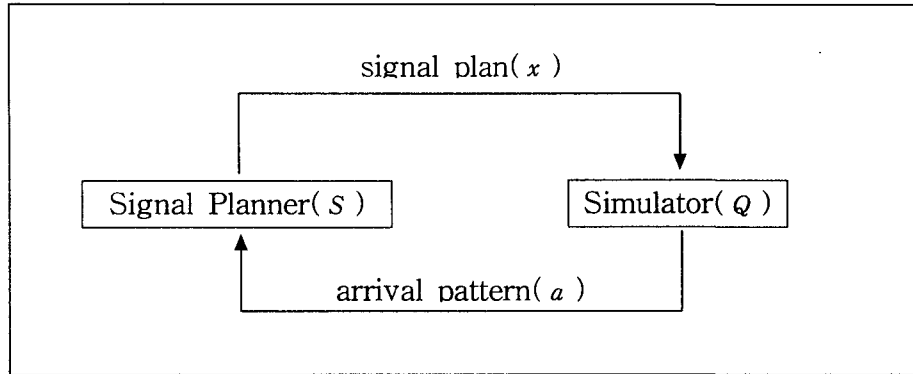 signal plan( x )
Signal Planner( S )
Simulator( Q )
arrival pattern( a )